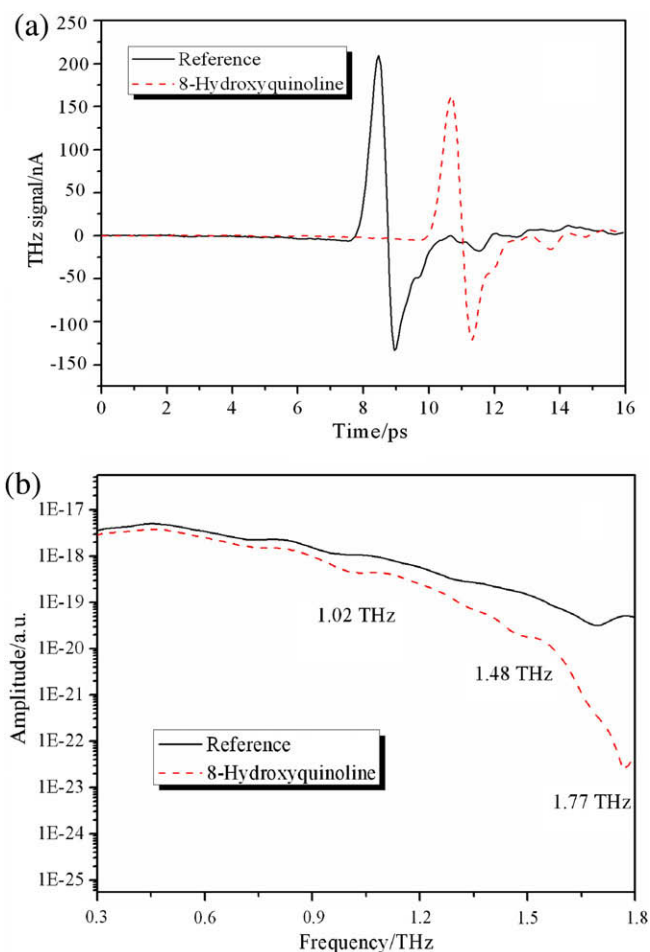 (a)
250
200
150
100
50
0
-50
-100
-150
THz signal/nA
Reference
8-Hydroxyquinoline
0 2 4 6 8 10 12 14 16
Time/ps
(b)
1E-17
1E-18
1E-19
1E-20
1E-21
1E-22
1E-23
1E-24
1E-25
Amplitude/a.u.
1.02 THz
1.48 THz
1.77 THz
Reference
8-Hydroxyquinoline
0.3 0.6 0.9 1.2 1.5 1.8
Frequency/THz